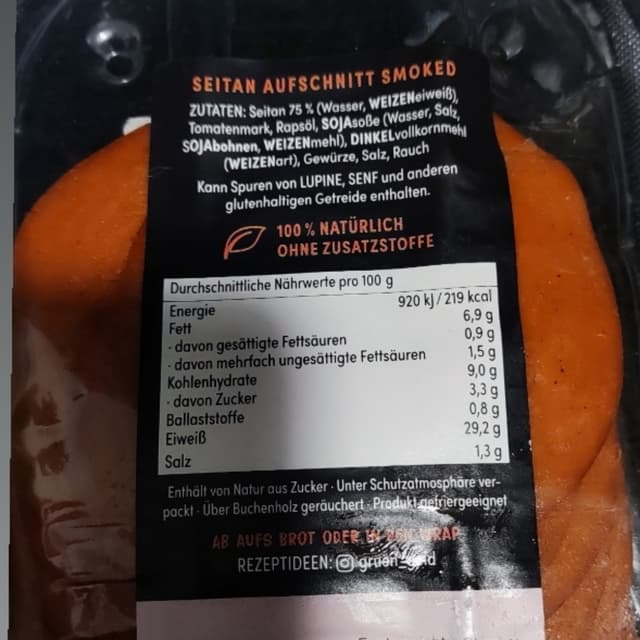 SEITAN AUFSCHNITT SMOKED
ZUTATEN: Seitan 75 % (Wasser, WEIZENeiweiß),
Tomatenmark, Rapsöl, SOJAsoße (Wasser, Salz,
SOJAbohnen, WEIZENmehl), DINKELvollkornmehl
(WEIZENart), Gewürze, Salz, Rauch
Kann Spuren von LUPINE, SENF und anderen
glutenhaltigen Getreide enthalten.
100 % NATÜRLICH
OHNE ZUSATZSTOFFE
Durchschnittliche Nährwerte pro 100 g
Energie 920 kJ / 219 kcal
Fett 6,9 g
· davon gesättigte Fettsäuren 0,9 g
· davon mehrfach ungesättigte Fettsäuren 1,5 g
Kohlenhydrate 9,0 g
· davon Zucker 3,3 g
Ballaststoffe 0,8 g
Eiweiß 29,2 g
Salz 1,3 g
Enthält von Natur aus Zucker · Unter Schutzatmosphäre ver-
packt · Über Buchenholz geräuchert · Produkt gefriergeeignet
AB AUFS BROT ODER IN DEN WRAP
REZEPTIDEEN: